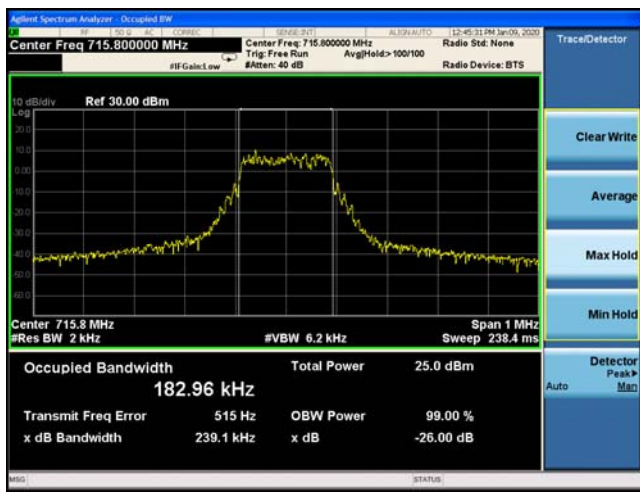 Agilent Spectrum Analyzer - Occupied BW
RF 50 Ω AC CORREC SENSE:INT ALIGN AUTO 12:45:31 PM Jan 09, 2020
Center Freq 715.800000 MHz
Center Freq: 715.800000 MHz
Radio Std: None
Trig: Free Run Avg|Hold:> 100/100
#IFGain:Low
#Atten: 40 dB
Radio Device: BTS
10 dB/div Ref 30.00 dBm
Log
20.0
10.0
0.00
-10.0
-20.0
-30.0
-40.0
-50.0
-60.0
Center 715.8 MHz Span 1 MHz
#Res BW 2 kHz #VBW 6.2 kHz Sweep 238.4 ms
Occupied Bandwidth Total Power 25.0 dBm
182.96 kHz
Transmit Freq Error 515 Hz OBW Power 99.00 %
x dB Bandwidth 239.1 kHz x dB -26.00 dB
MSG STATUS
Trace/Detector
Clear Write
Average
Max Hold
Min Hold
Detector
Peak▶
Auto Man